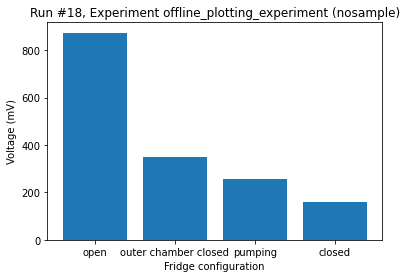 Run #18, Experiment offline_plotting_experiment (nosample)
Voltage (mV)
800
600
400
200
0
open outer chamber closed pumping closed
Fridge configuration